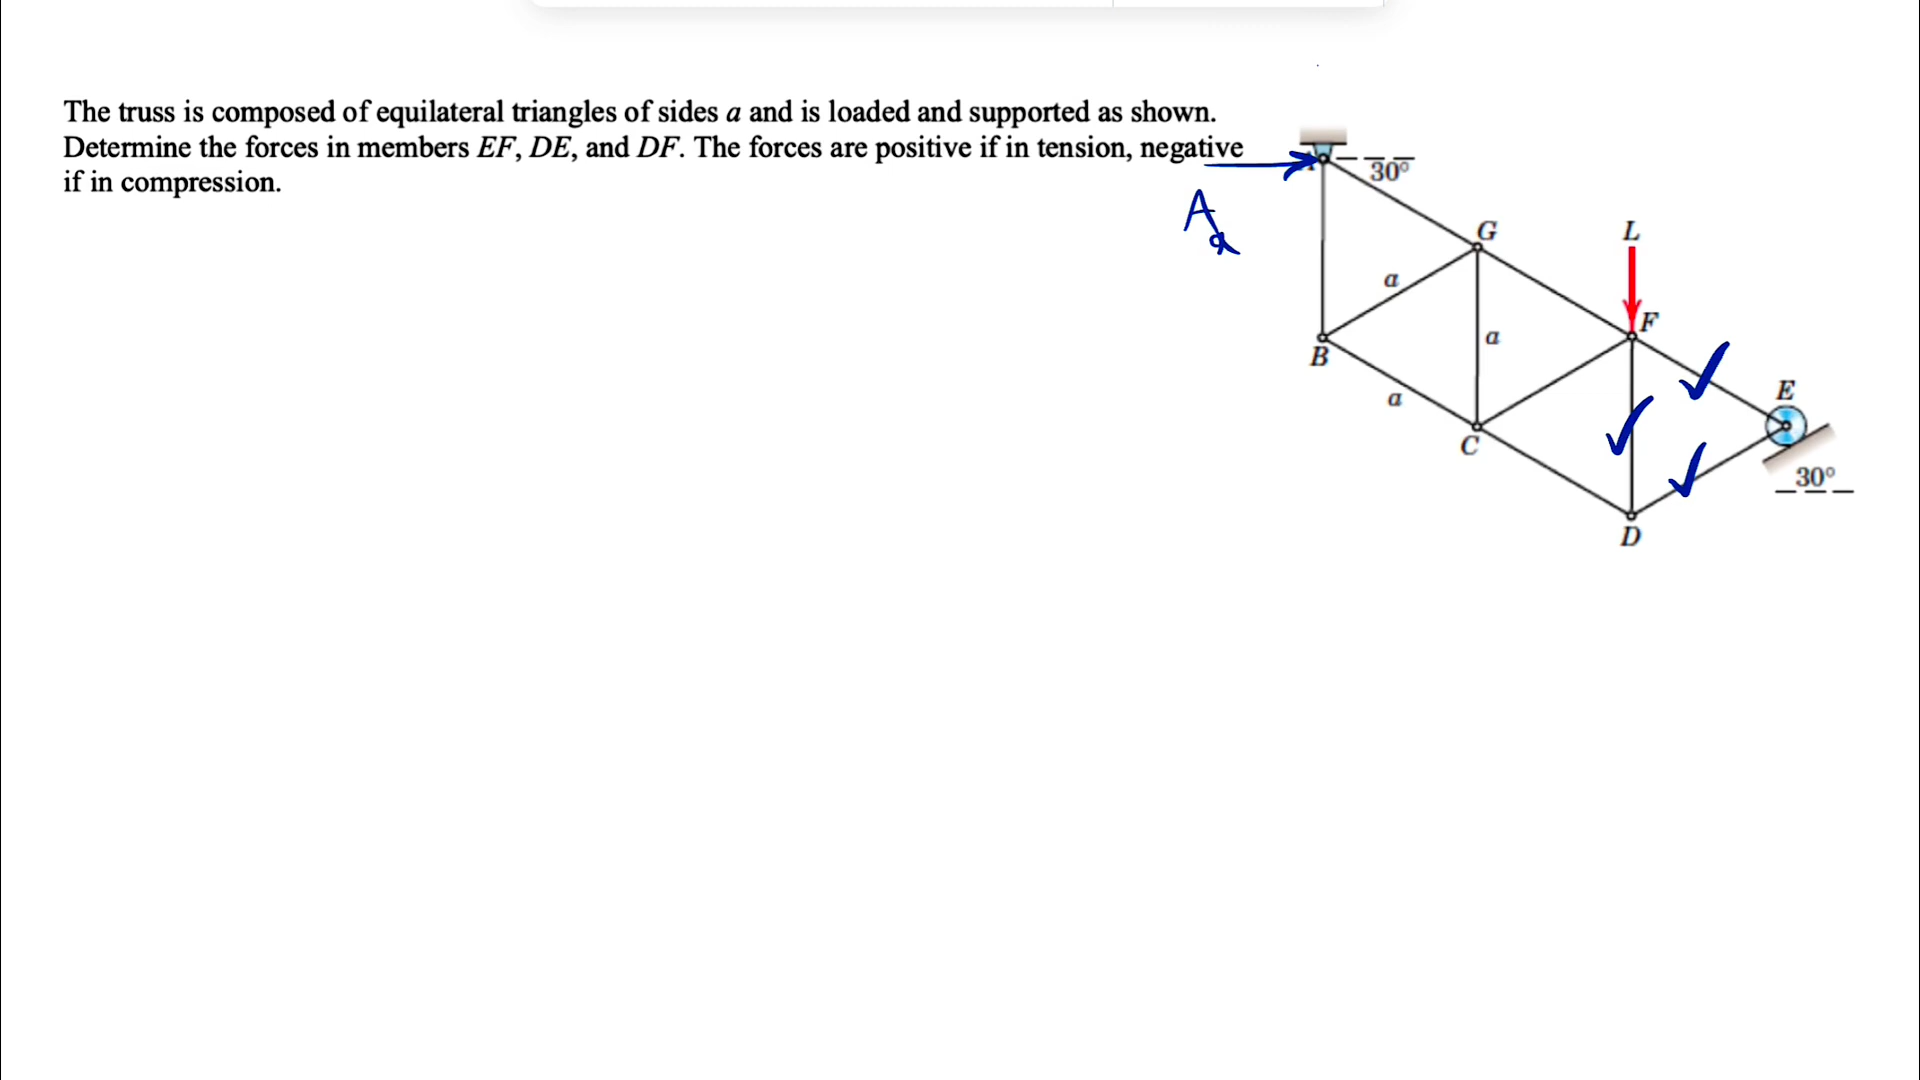 The truss is composed of equilateral triangles of sides a and is loaded and supported as shown.
Determine the forces in members EF, DE, and DF. The forces are positive if in tension, negative
if in compression.
30°
A x
G
L
a
F
a
B
E
a
C
30°
D